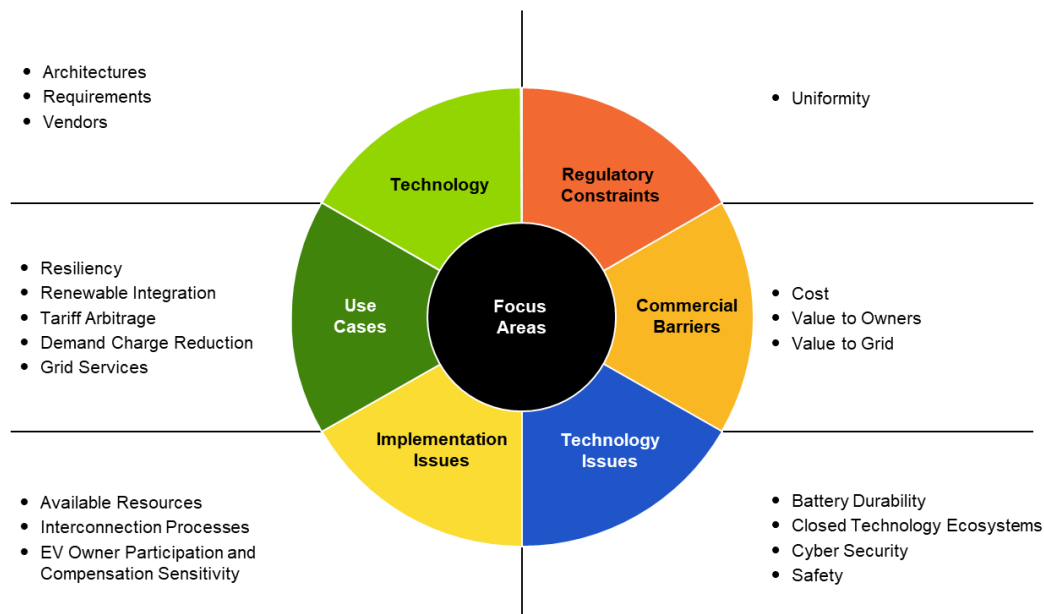 • Architectures
• Requirements
• Vendors
• Uniformity
Technology
Regulatory
Constraints
• Resiliency
• Renewable Integration
• Tariff Arbitrage
• Demand Charge Reduction
• Grid Services
Use
Cases
Focus
Areas
Commercial
Barriers
• Cost
• Value to Owners
• Value to Grid
Implementation
Issues
Technology
Issues
• Available Resources
• Interconnection Processes
• EV Owner Participation and
Compensation Sensitivity
• Battery Durability
• Closed Technology Ecosystems
• Cyber Security
• Safety